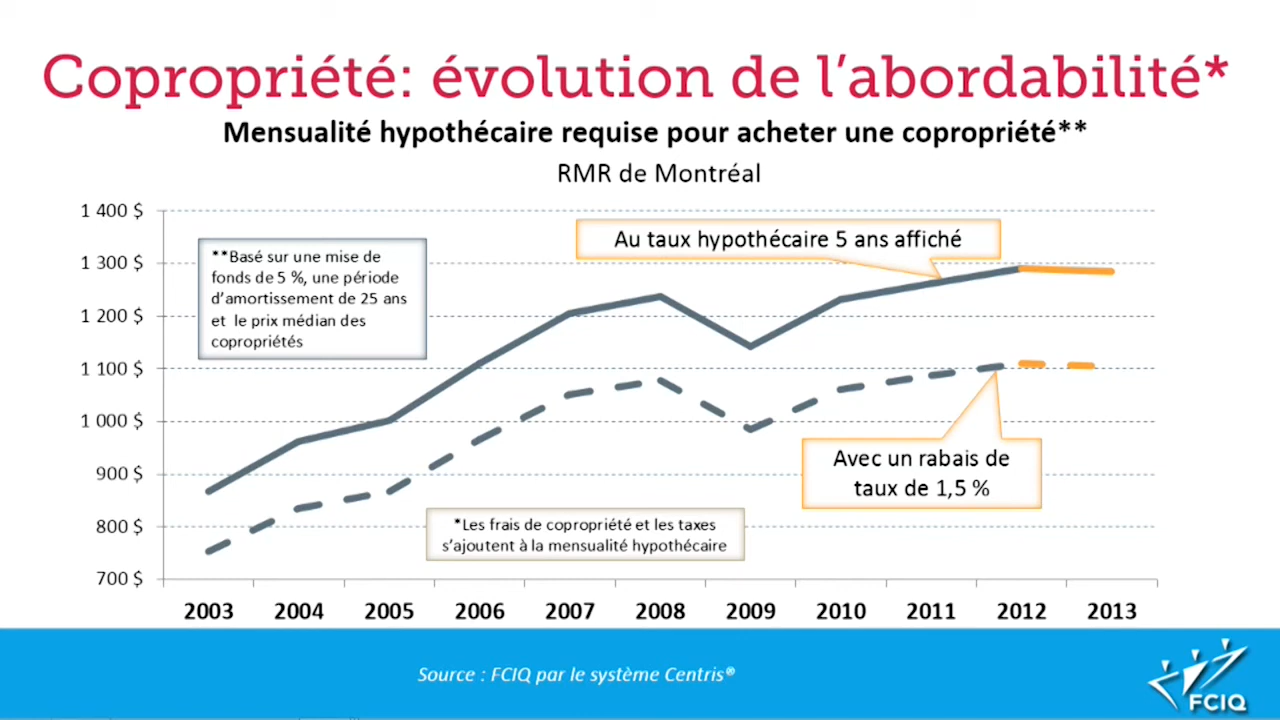 Copropriété: évolution de l’abordabilité*
Mensualité hypothécaire requise pour acheter une copropriété**
RMR de Montréal
1 400 $
1 300 $
1 200 $
1 100 $
1 000 $
900 $
800 $
700 $
**Basé sur une mise de
fonds de 5 %, une période
d’amortissement de 25 ans
et le prix médian des
copropriétés
Au taux hypothécaire 5 ans affiché
Avec un rabais de
taux de 1,5 %
*Les frais de copropriété et les taxes
s’ajoutent à la mensualité hypothécaire
2003 2004 2005 2006 2007 2008 2009 2010 2011 2012 2013
Source : FCIQ par le système Centris®
FCIQ